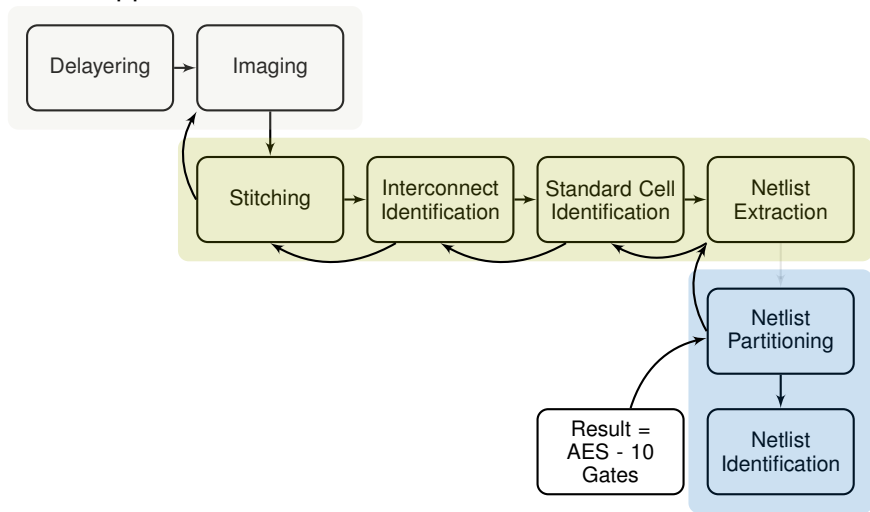 Delayering
Imaging
Stitching
Interconnect
Identification
Standard Cell
Identification
Netlist
Extraction
Netlist
Partitioning
Result =
AES - 10
Gates
Netlist
Identification